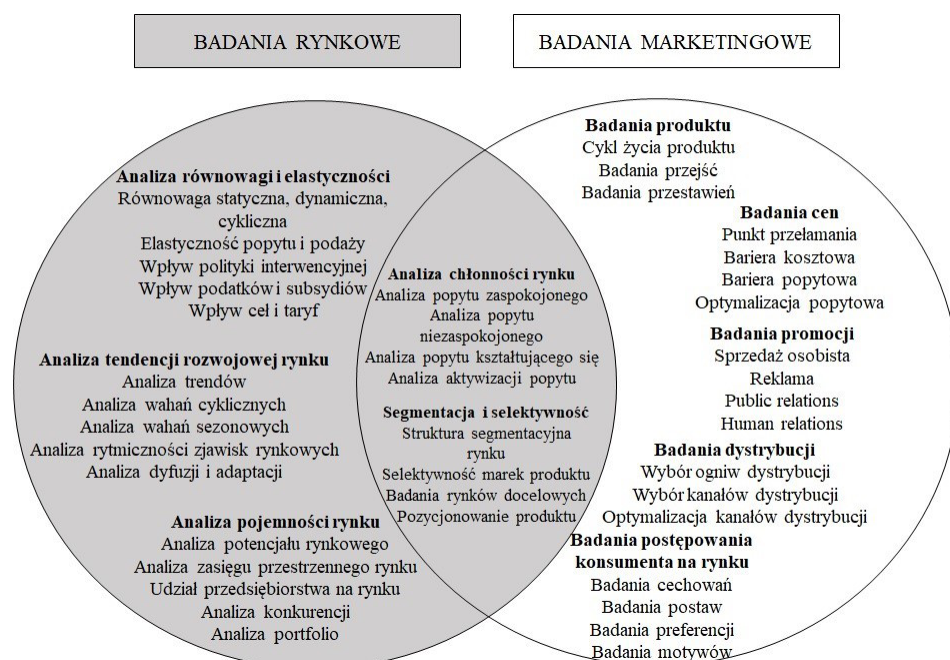 BADANIA RYNKOWE
BADANIA MARKETINGOWE
Analiza równowagi i elastyczności
Równowaga statyczna, dynamiczna,
cykliczna
Elastyczność popytu i podaży
Wpływ polityki interwencyjnej
Wpływ podatków i subsydiów
Wpływ ceł i taryf
Analiza tendencji rozwojowej rynku
Analiza trendów
Analiza wahań cyklicznych
Analiza wahań sezonowych
Analiza rytmiczności zjawisk rynkowych
Analiza dyfuzji i adaptacji
Analiza pojemności rynku
Analiza potencjału rynkowego
Analiza zasięgu przestrzennego rynku
Udział przedsiębiorstwa na rynku
Analiza konkurencji
Analiza portfolio
Analiza chłonności rynku
Analiza popytu zaspokojonego
Analiza popytu
niezaspokojonego
Analiza popytu kształtującego się
Analiza aktywizacji popytu
Segmentacja i selektywność
Struktura segmentacyjna
rynku
Selektywność marek produktu
Badania rynków docelowych
Pozycjonowanie produktu
Badania produktu
Cykl życia produktu
Badania przejść
Badania przestawień
Badania cen
Punkt przełamania
Bariera kosztowa
Bariera popytowa
Optymalizacja popytowa
Badania promocji
Sprzedaż osobista
Reklama
Public relations
Human relations
Badania dystrybucji
Wybór ogniw dystrybucji
Wybór kanałów dystrybucji
Optymalizacja kanałów dystrybucji
Badania postępowania
konsumenta na rynku
Badania cechowań
Badania postaw
Badania preferencji
Badania motywów